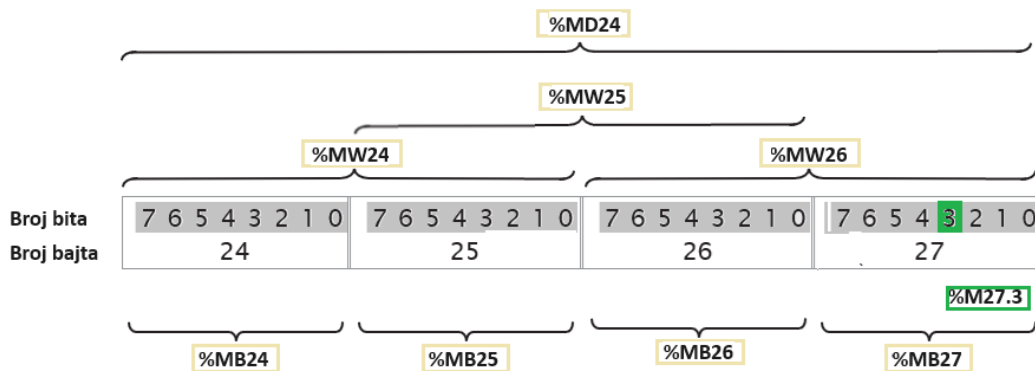 %MD24
%MW25
%MW24 %MW26
Broj bita 7 6 5 4 3 2 1 0 7 6 5 4 3 2 1 0 7 6 5 4 3 2 1 0 7 6 5 4 3 2 1 0
Broj bajta 24 25 26 27
%M27.3
%MB24 %MB25 %MB26 %MB27